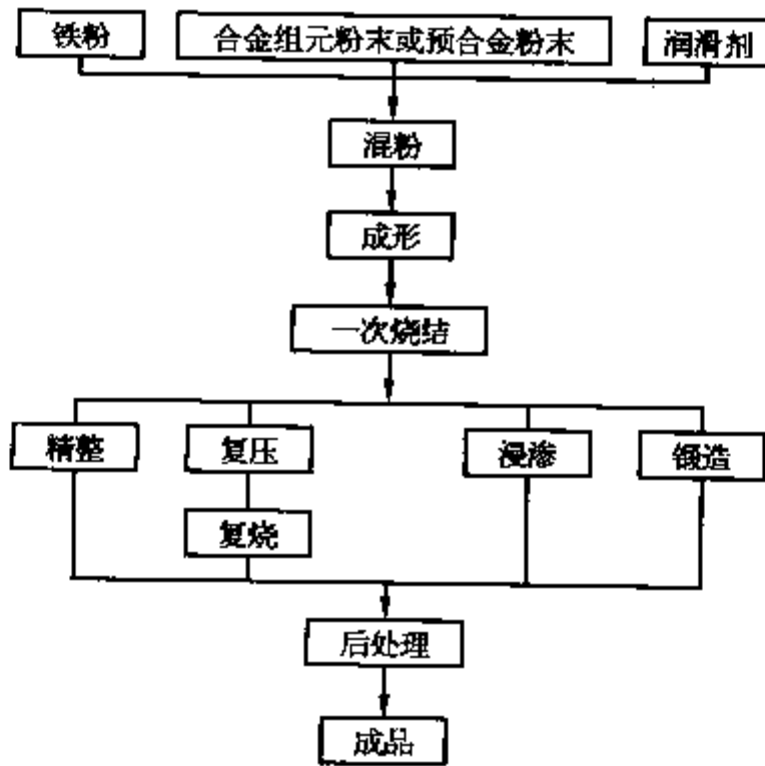 铁粉
合金组元粉末或预合金粉末
润滑剂
混粉
成形
一次烧结
精整
复压
浸渗
锻造
复烧
后处理
成品